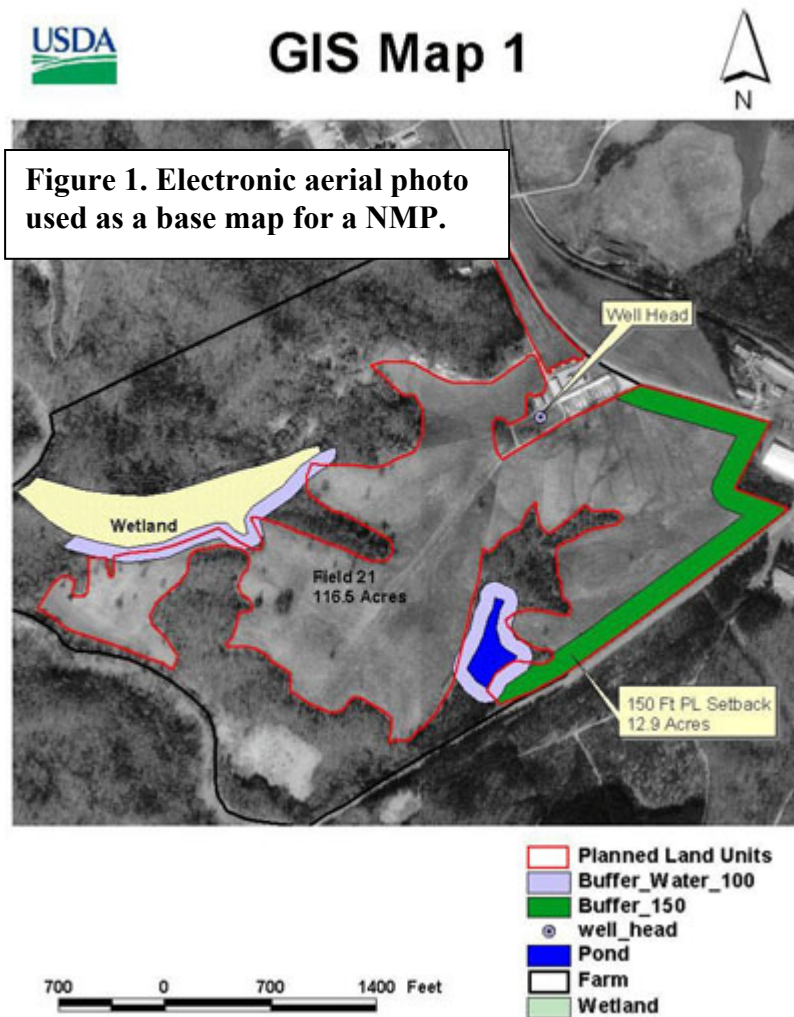 USDA
GIS Map 1
N
Figure 1. Electronic aerial photo
used as a base map for a NMP.
Well Head
Wetland
Field 21
116.5 Acres
150 Ft PL Setback
12.9 Acres
Planned Land Units
Buffer_Water_100
Buffer_150
well_head
Pond
Farm
Wetland
700 0 700 1400 Feet